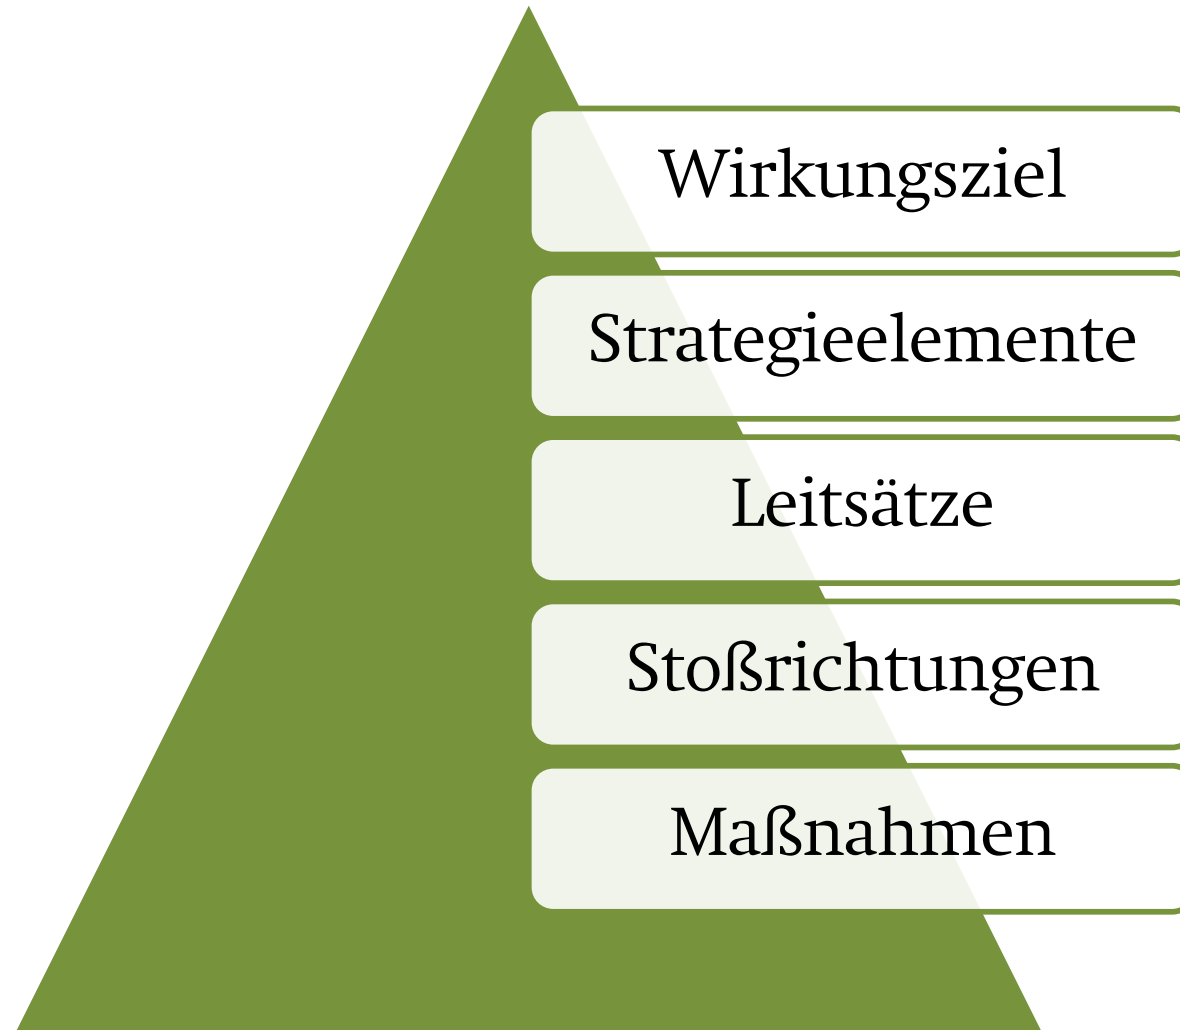 Wirkungsziel
Strategieelemente
Leitsätze
Stoßrichtungen
Maßnahmen